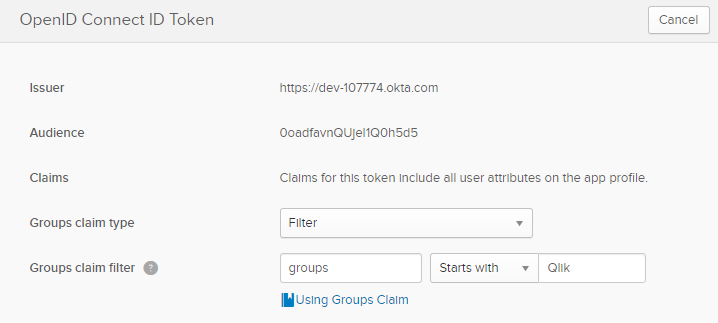 OpenID Connect ID Token
Cancel
Issuer
https://dev-107774.okta.com
Audience
0oadfavnQUjeI1Q0h5d5
Claims
Claims for this token include all user attributes on the app profile.
Groups claim type
Filter
Groups claim filter ?
groups
Starts with
Qlik
Using Groups Claim